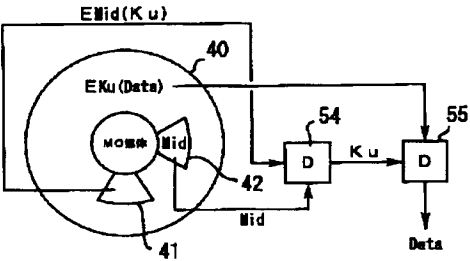 EMid(Ku)
40
EKu(Data)
54
55
MO媒体
Mid
D
Ku
D
42
41
Mid
Data